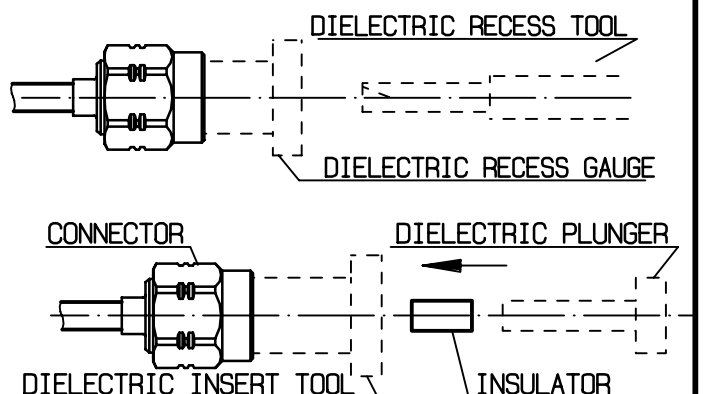 DIELECTRIC RECESS TOOL
DIELECTRIC RECESS GAUGE
CONNECTOR
DIELECTRIC PLUNGER
DIELECTRIC INSERT TOOL
INSULATOR